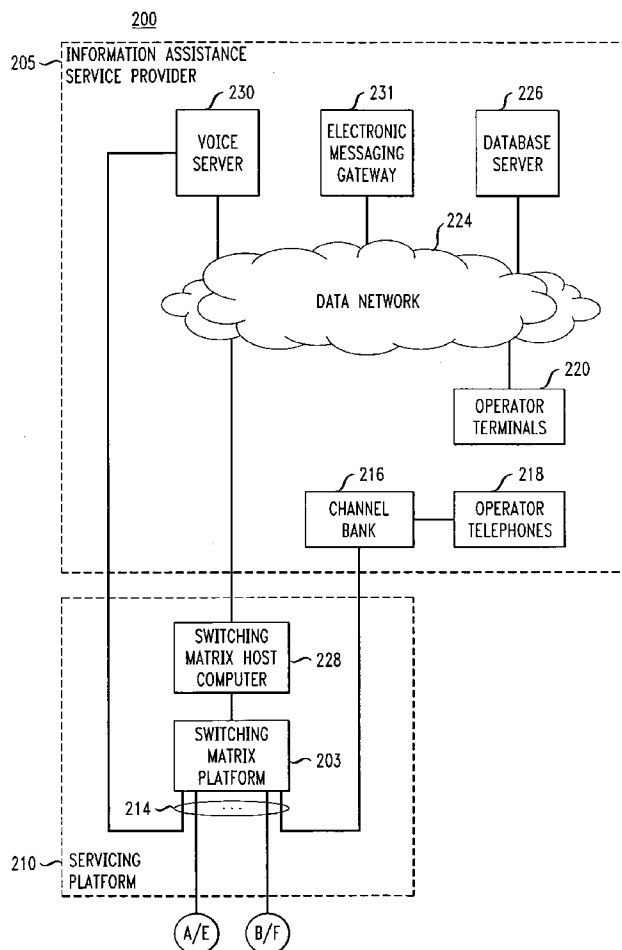 200
205
INFORMATION ASSISTANCE
SERVICE PROVIDER
230
231
226
VOICE
SERVER
ELECTRONIC
MESSAGING
GATEWAY
DATABASE
SERVER
224
DATA NETWORK
220
OPERATOR
TERMINALS
216
218
CHANNEL
BANK
OPERATOR
TELEPHONES
SWITCHING
MATRIX HOST
COMPUTER
228
SWITCHING
MATRIX
PLATFORM
203
214
...
210
SERVICING
PLATFORM
A/E
B/F